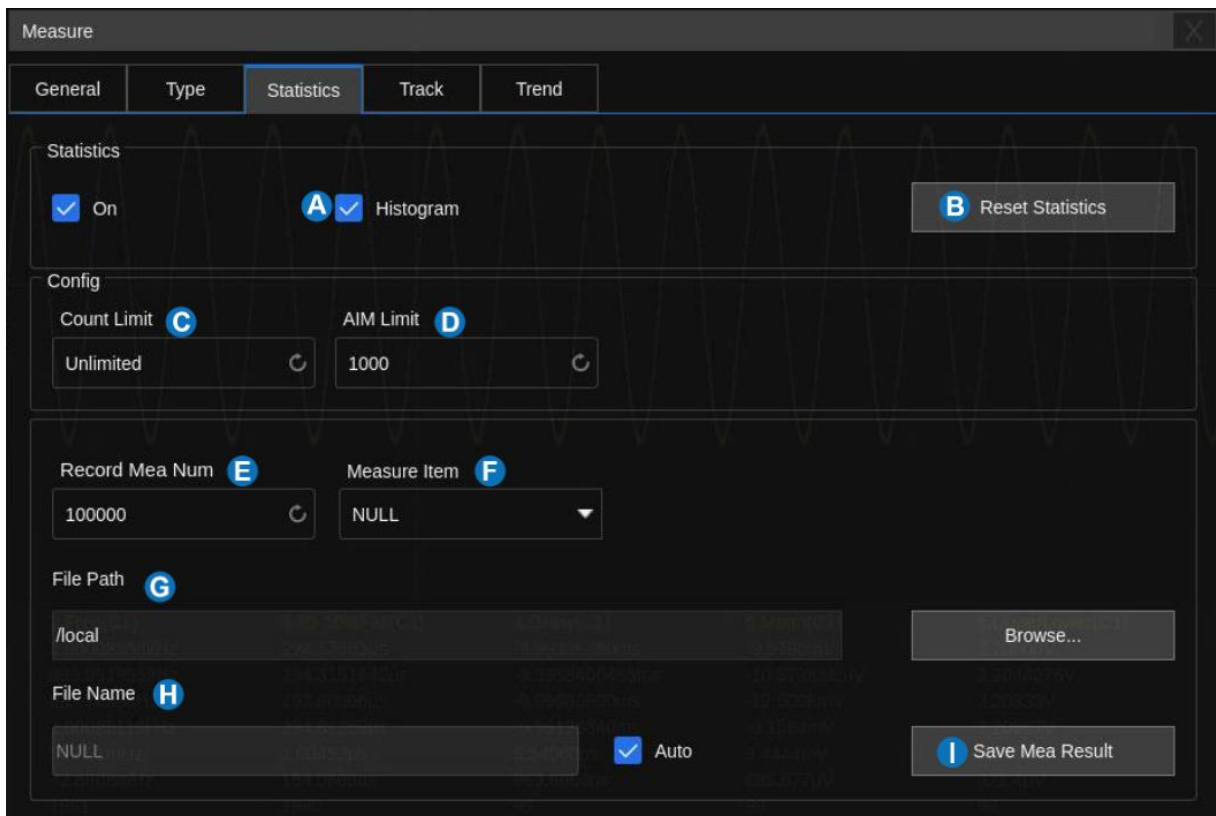 Measure X
General Type Statistics Track Trend
Statistics
On A Histogram B Reset Statistics
Config
Count Limit C AIM Limit D
Unlimited 1000
Record Mea Num E Measure Item F
100000 NULL
File Path G
/local Browse...
File Name H
NULL Auto I Save Mea Result